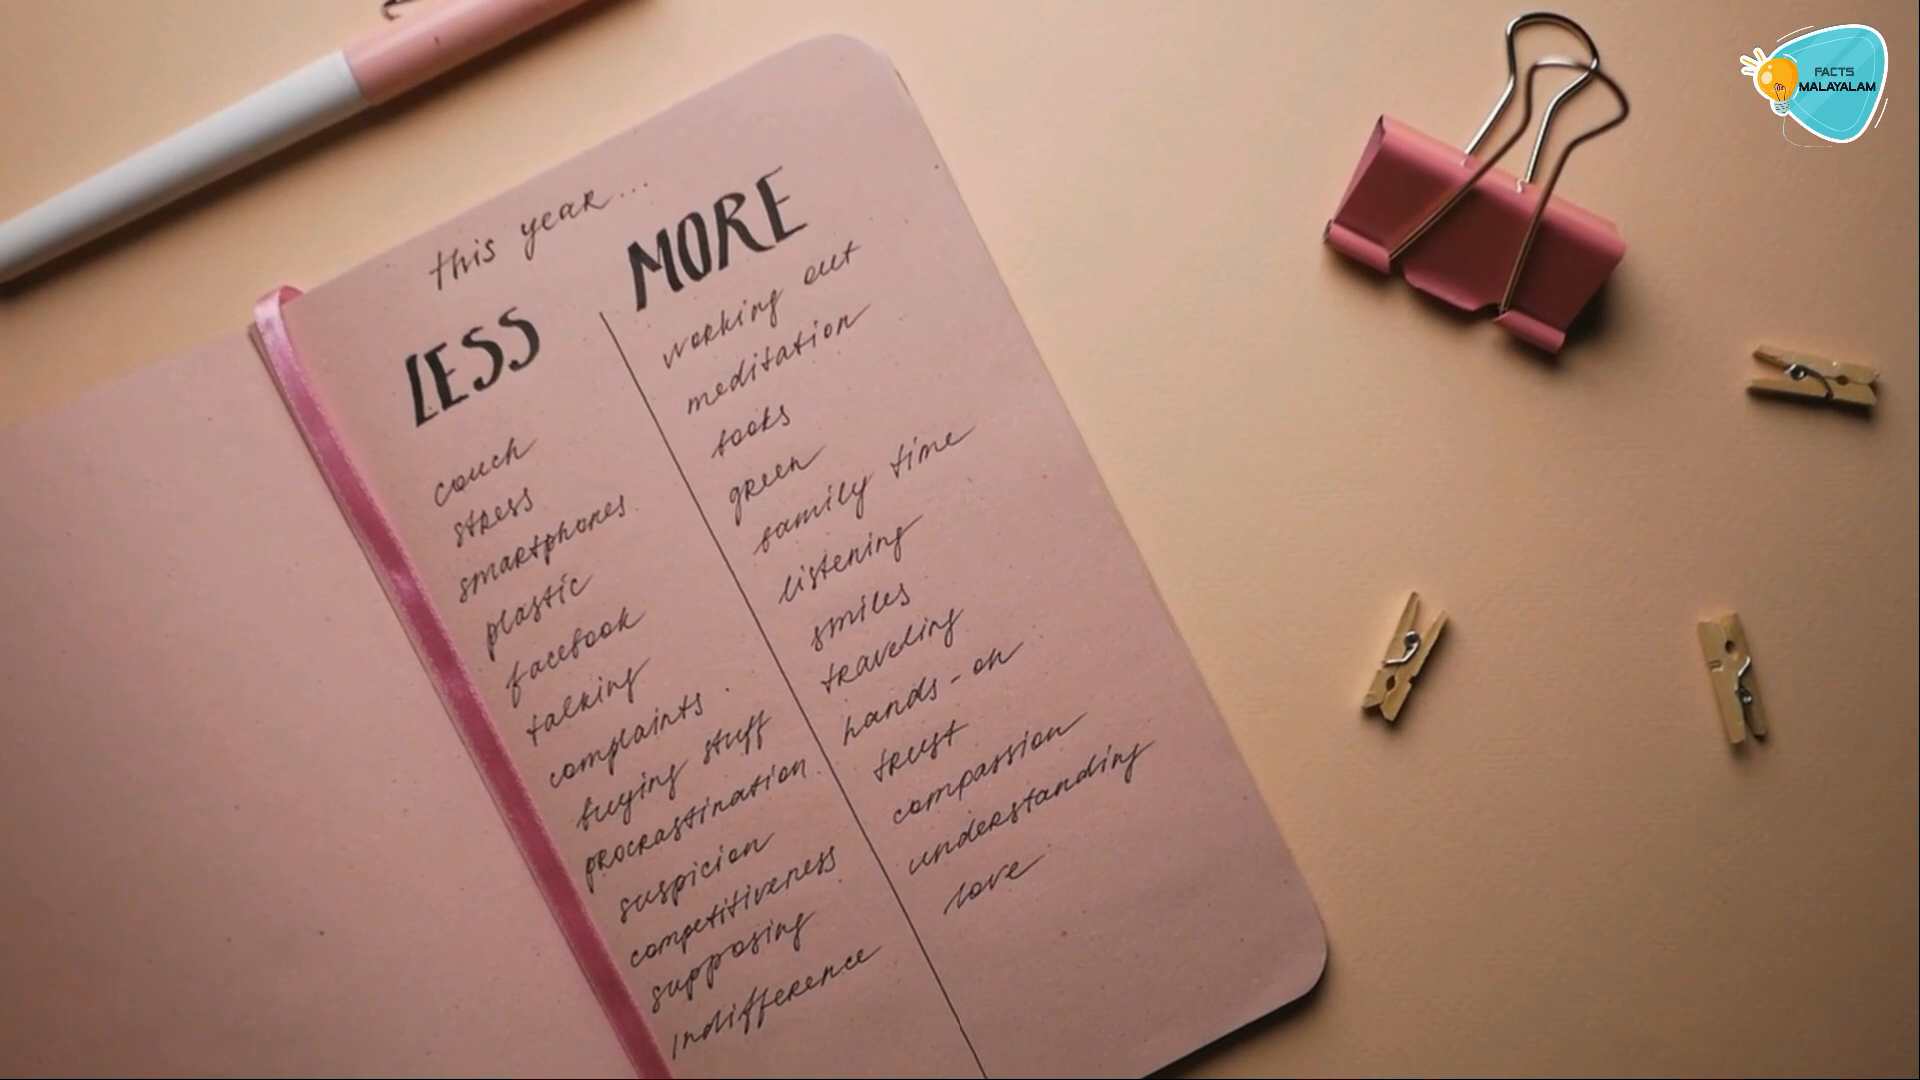 this year...
LESS
couch
stress
smartphones
plastic
facebook
talking
complaints
buying stuff
procrastination
suspicion
competitiveness
supposing
indifference
MORE
working out
meditation
books
green
family time
listening
smiles
traveling
hands-on
trust
compassion
understanding
love
FACTS
MALAYALAM